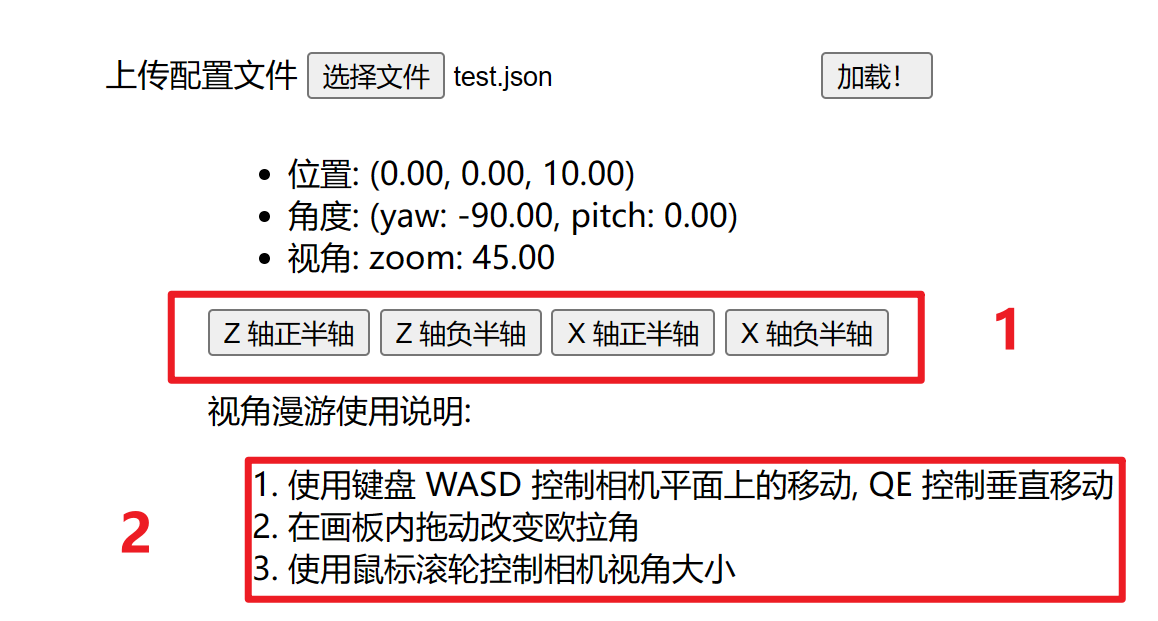 上传配置文件 选择文件 test.json 加载！
位置: (0.00, 0.00, 10.00)
角度: (yaw: -90.00, pitch: 0.00)
视角: zoom: 45.00
Z 轴正半轴 Z 轴负半轴 X 轴正半轴 X 轴负半轴 1
视角漫游使用说明:
1. 使用键盘 WASD 控制相机平面上的移动, QE 控制垂直移动
2 2. 在画板内拖动改变欧拉角
3. 使用鼠标滚轮控制相机视角大小